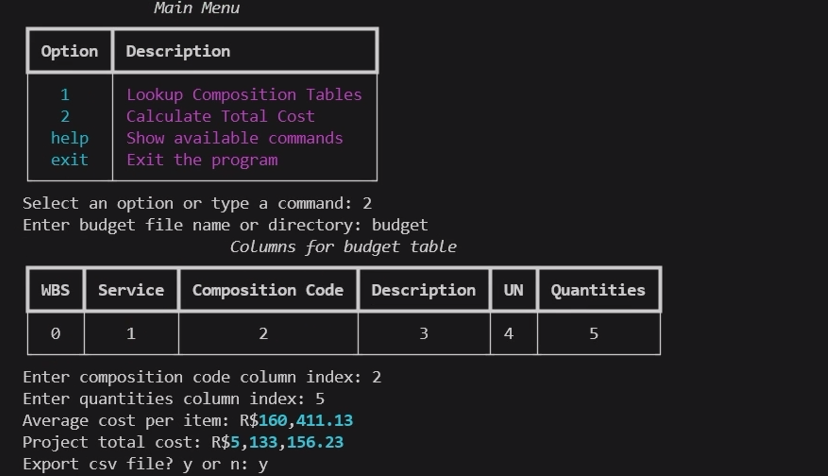 Main Menu
Option Description
1 Lookup Composition Tables
2 Calculate Total Cost
help Show available commands
exit Exit the program
Select an option or type a command: 2
Enter budget file name or directory: budget
Columns for budget table
WBS Service Composition Code Description UN Quantities
0 1 2 3 4 5
Enter composition code column index: 2
Enter quantities column index: 5
Average cost per item: R$160,411.13
Project total cost: R$5,133,156.23
Export csv file? y or n: y